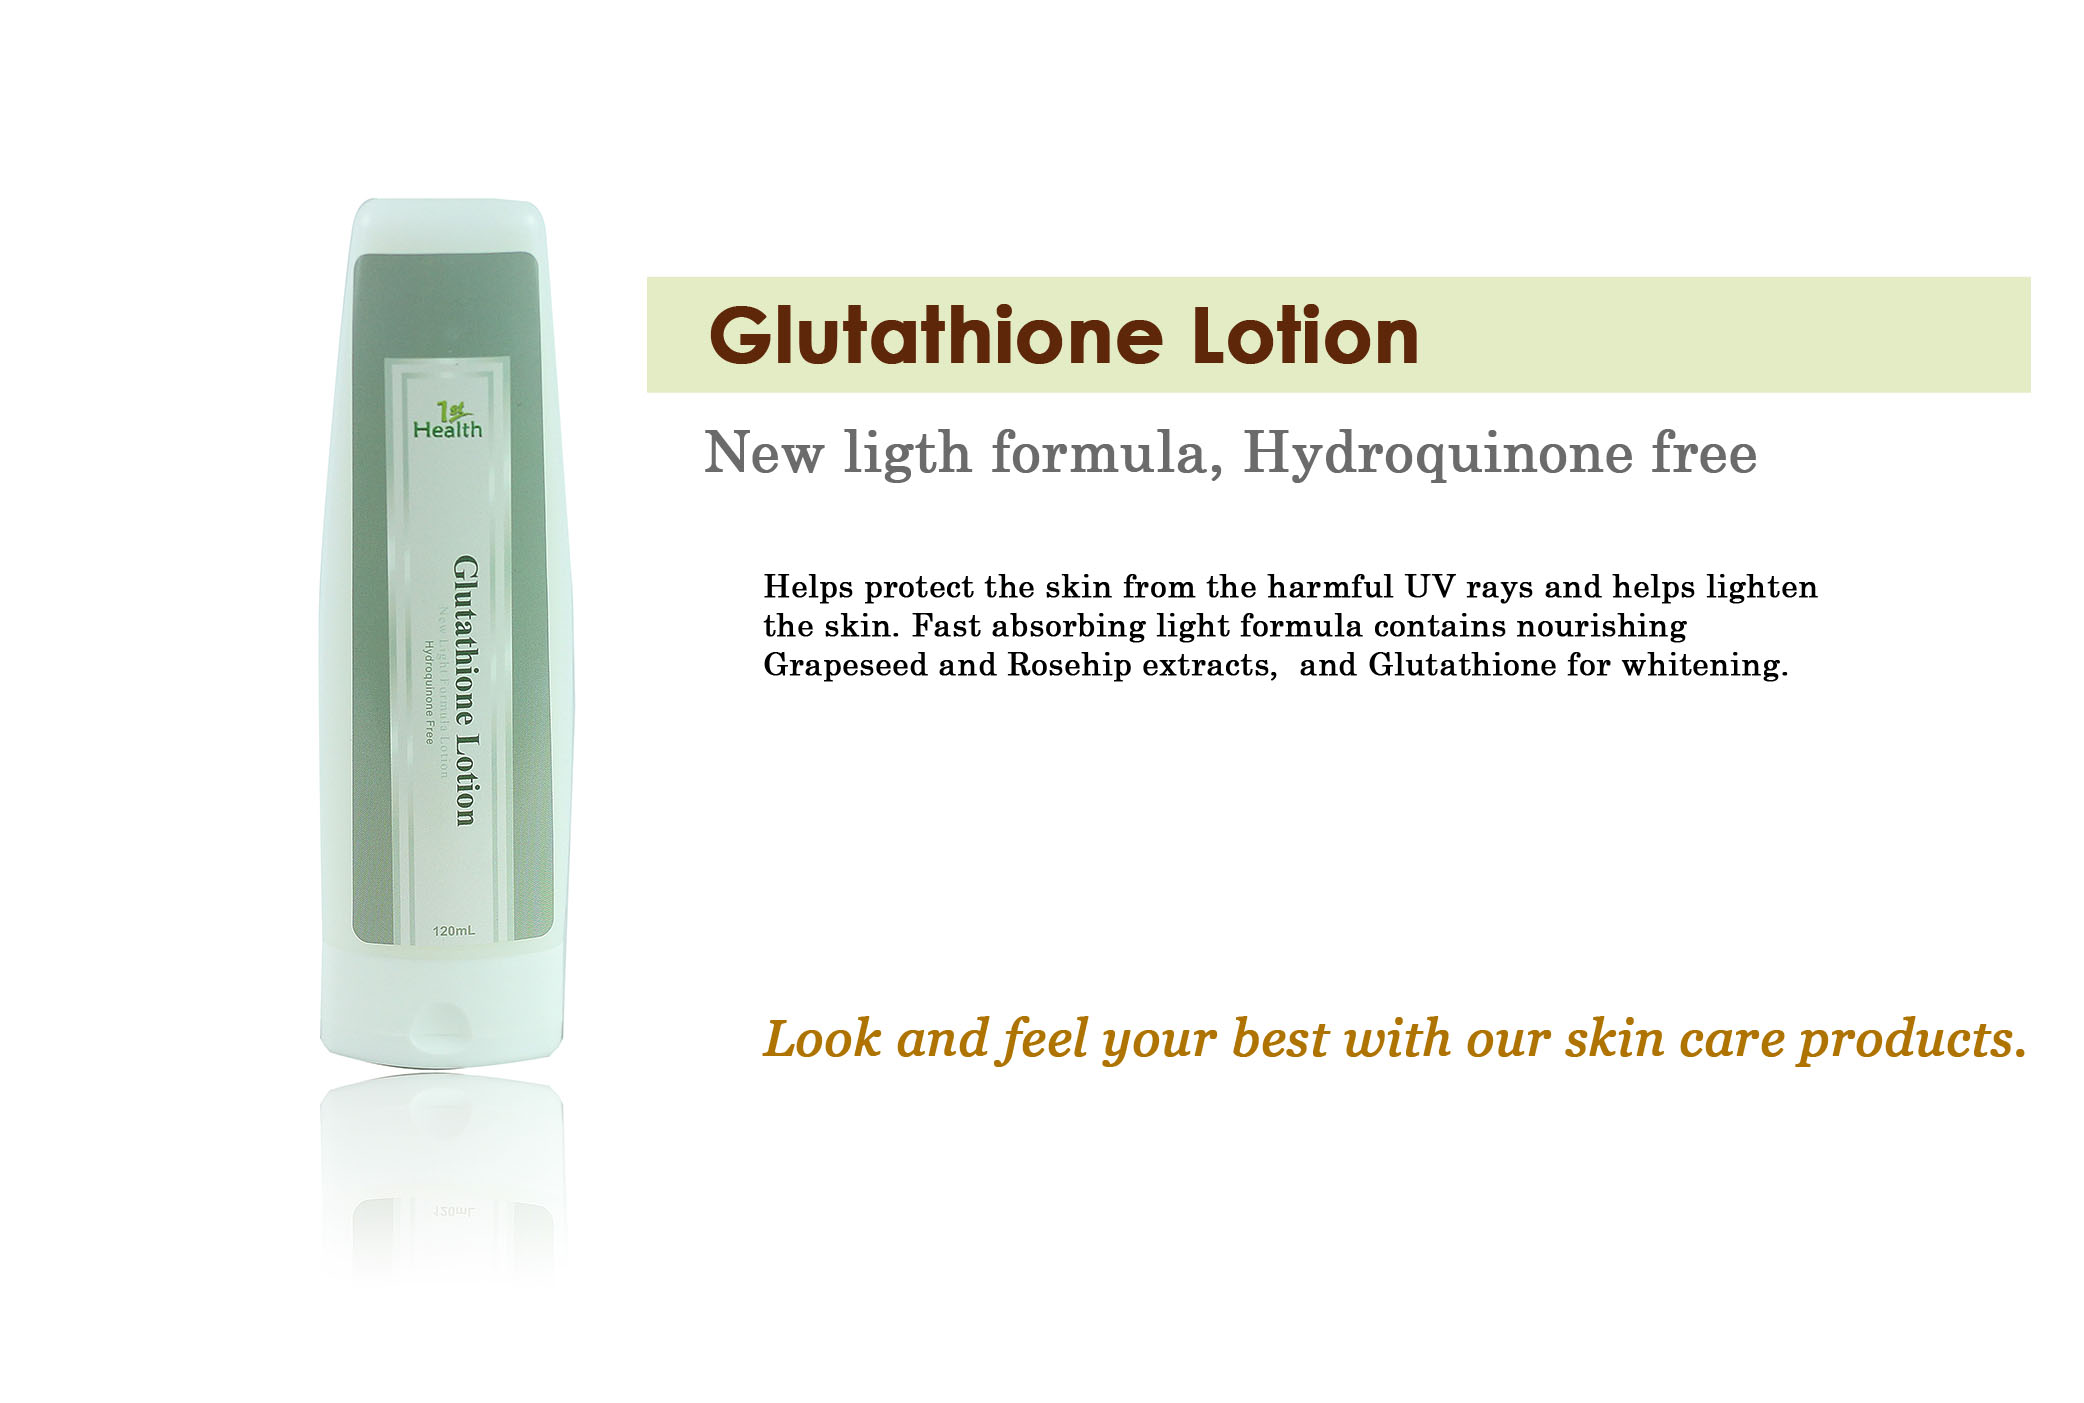 1st
Health
Glutathione Lotion
New Light Formula Lotion
Hydroquinone Free
120mL
Glutathione Lotion
New ligth formula, Hydroquinone free
Helps protect the skin from the harmful UV rays and helps lighten
the skin. Fast absorbing light formula contains nourishing
Grapeseed and Rosehip extracts,  and Glutathione for whitening.
Look and feel your best with our skin care products.
120mL